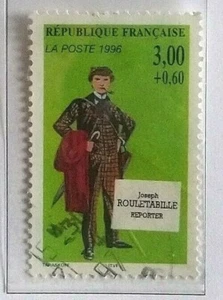 RÉPUBLIQUE FRANÇAISE
LA POSTE 1996
3,00
+0,60
Joseph
ROULETABILLE
REPORTER